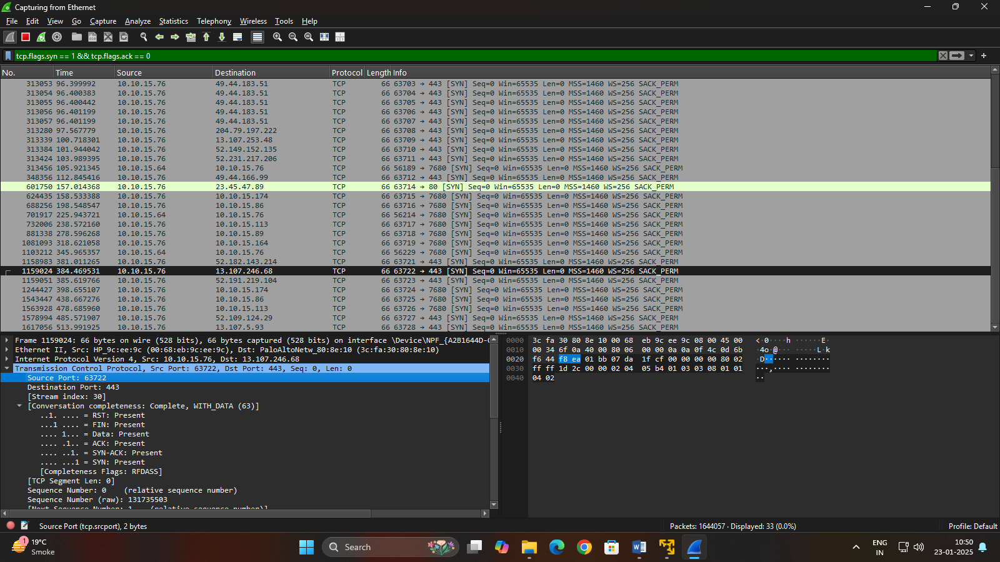 Capturing from Ethernet
File Edit View Go Capture Analyze Statistics Telephony Wireless Tools Help
tcp.flags.syn == 1 && tcp.flags.ack == 0
No. Time Source Destination Protocol Length Info
313053 96.399992 10.10.15.76 49.44.183.51 TCP 66 63703 → 443 [SYN] Seq=0 Win=65535 Len=0 MSS=1460 WS=256 SACK_PERM
313054 96.400383 10.10.15.76 49.44.183.51 TCP 66 63704 → 443 [SYN] Seq=0 Win=65535 Len=0 MSS=1460 WS=256 SACK_PERM
313055 96.400442 10.10.15.76 49.44.183.51 TCP 66 63705 → 443 [SYN] Seq=0 Win=65535 Len=0 MSS=1460 WS=256 SACK_PERM
313056 96.401199 10.10.15.76 49.44.183.51 TCP 66 63706 → 443 [SYN] Seq=0 Win=65535 Len=0 MSS=1460 WS=256 SACK_PERM
313057 96.401199 10.10.15.76 49.44.183.51 TCP 66 63707 → 443 [SYN] Seq=0 Win=65535 Len=0 MSS=1460 WS=256 SACK_PERM
313280 97.567779 10.10.15.76 204.79.197.222 TCP 66 63708 → 443 [SYN] Seq=0 Win=65535 Len=0 MSS=1460 WS=256 SACK_PERM
313339 100.718301 10.10.15.76 13.107.253.48 TCP 66 63709 → 443 [SYN] Seq=0 Win=65535 Len=0 MSS=1460 WS=256 SACK_PERM
313384 101.944042 10.10.15.76 52.149.152.135 TCP 66 63710 → 443 [SYN] Seq=0 Win=65535 Len=0 MSS=1460 WS=256 SACK_PERM
313424 103.989395 10.10.15.76 52.231.217.206 TCP 66 63711 → 443 [SYN] Seq=0 Win=65535 Len=0 MSS=1460 WS=256 SACK_PERM
313456 105.921345 10.10.15.64 10.10.15.76 TCP 66 56189 → 7680 [SYN] Seq=0 Win=65535 Len=0 MSS=1460 WS=256 SACK_PERM
348356 112.845416 10.10.15.76 49.44.166.99 TCP 66 63712 → 443 [SYN] Seq=0 Win=65535 Len=0 MSS=1460 WS=256 SACK_PERM
601750 157.014368 10.10.15.76 23.45.47.89 TCP 66 63714 → 80 [SYN] Seq=0 Win=65535 Len=0 MSS=1460 WS=256 SACK_PERM
624435 158.533388 10.10.15.76 10.10.15.174 TCP 66 63715 → 7680 [SYN] Seq=0 Win=65535 Len=0 MSS=1460 WS=256 SACK_PERM
688256 198.548547 10.10.15.76 10.10.15.86 TCP 66 63716 → 7680 [SYN] Seq=0 Win=65535 Len=0 MSS=1460 WS=256 SACK_PERM
701917 225.943721 10.10.15.64 10.10.15.76 TCP 66 56214 → 7680 [SYN] Seq=0 Win=65535 Len=0 MSS=1460 WS=256 SACK_PERM
732006 238.572160 10.10.15.76 10.10.15.113 TCP 66 63717 → 7680 [SYN] Seq=0 Win=65535 Len=0 MSS=1460 WS=256 SACK_PERM
881338 278.596268 10.10.15.76 10.10.15.89 TCP 66 63718 → 7680 [SYN] Seq=0 Win=65535 Len=0 MSS=1460 WS=256 SACK_PERM
1081093 318.621058 10.10.15.76 10.10.15.164 TCP 66 63719 → 7680 [SYN] Seq=0 Win=65535 Len=0 MSS=1460 WS=256 SACK_PERM
1103212 345.965357 10.10.15.64 10.10.15.76 TCP 66 56229 → 7680 [SYN] Seq=0 Win=65535 Len=0 MSS=1460 WS=256 SACK_PERM
1158983 381.011265 10.10.15.76 52.182.143.214 TCP 66 63721 → 443 [SYN] Seq=0 Win=65535 Len=0 MSS=1460 WS=256 SACK_PERM
1159024 384.469531 10.10.15.76 13.107.246.68 TCP 66 63722 → 443 [SYN] Seq=0 Win=65535 Len=0 MSS=1460 WS=256 SACK_PERM
1159051 385.619766 10.10.15.76 52.191.219.104 TCP 66 63723 → 443 [SYN] Seq=0 Win=65535 Len=0 MSS=1460 WS=256 SACK_PERM
1244427 398.655107 10.10.15.76 10.10.15.174 TCP 66 63724 → 7680 [SYN] Seq=0 Win=65535 Len=0 MSS=1460 WS=256 SACK_PERM
1543447 438.667276 10.10.15.76 10.10.15.86 TCP 66 63725 → 7680 [SYN] Seq=0 Win=65535 Len=0 MSS=1460 WS=256 SACK_PERM
1563928 478.685960 10.10.15.76 10.10.15.113 TCP 66 63726 → 7680 [SYN] Seq=0 Win=65535 Len=0 MSS=1460 WS=256 SACK_PERM
1578994 485.571907 10.10.15.76 52.109.124.29 TCP 66 63727 → 443 [SYN] Seq=0 Win=65535 Len=0 MSS=1460 WS=256 SACK_PERM
1617056 513.991925 10.10.15.76 13.107.5.93 TCP 66 63728 → 443 [SYN] Seq=0 Win=65535 Len=0 MSS=1460 WS=256 SACK_PERM
Frame 1159024: 66 bytes on wire (528 bits), 66 bytes captured (528 bits) on interface \Device\NPF_{A2B1644D-
Ethernet II, Src: HP_9c:ee:9c (00:68:eb:9c:ee:9c), Dst: PaloAltoNetw_80:8e:10 (3c:fa:30:80:8e:10)
Internet Protocol Version 4, Src: 10.10.15.76, Dst: 13.107.246.68
Transmission Control Protocol, Src Port: 63722, Dst Port: 443, Seq: 0, Len: 0
Source Port: 63722
Destination Port: 443
[Stream index: 30]
[Conversation completeness: Complete, WITH_DATA (63)]
..1. .... = RST: Present
...1 .... = FIN: Present
.... 1... = Data: Present
.... .1.. = ACK: Present
.... ..1. = SYN-ACK: Present
.... ...1 = SYN: Present
[Completeness Flags: RFDASS]
[TCP Segment Len: 0]
Sequence Number: 0 (relative sequence number)
Sequence Number (raw): 131735503
[Next Sequence Number: 1 (relative sequence number)]
0000 3c fa 30 80 8e 10 00 68 eb 9c ee 9c 08 00 45 00 <·0····h ······E·
0010 00 34 6f 0a 40 00 80 06 00 00 0a 0a 0f 4c 0d 6b ·4o·@··· ·····L·k
0020 f6 44 f8 ea 01 bb 07 da 1f cf 00 00 00 00 80 02 ·D······ ········
0030 ff ff 1d 2c 00 00 02 04 05 b4 01 03 03 08 01 01 ···,···· ········
0040 04 02 ··
Source Port (tcp.srcport), 2 bytes
Packets: 1644057 · Displayed: 33 (0.0%)
Profile: Default
1
19°C
Smoke
Search
ENG
IN
10:50
23-01-2025